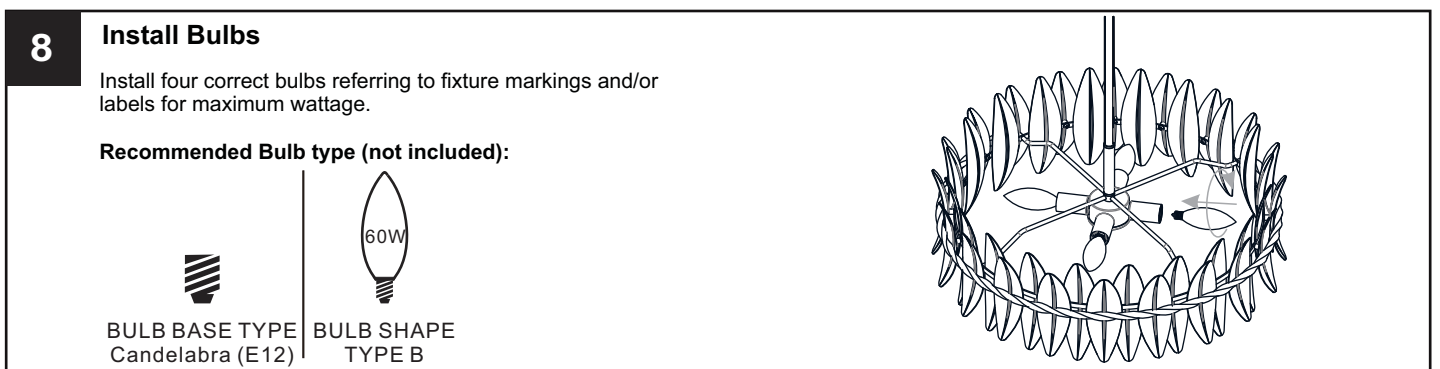 8
Install Bulbs
Install four correct bulbs referring to fixture markings and/or
labels for maximum wattage.
Recommended Bulb type (not included):
60W
BULB BASE TYPE
Candelabra (E12)
BULB SHAPE
TYPE B